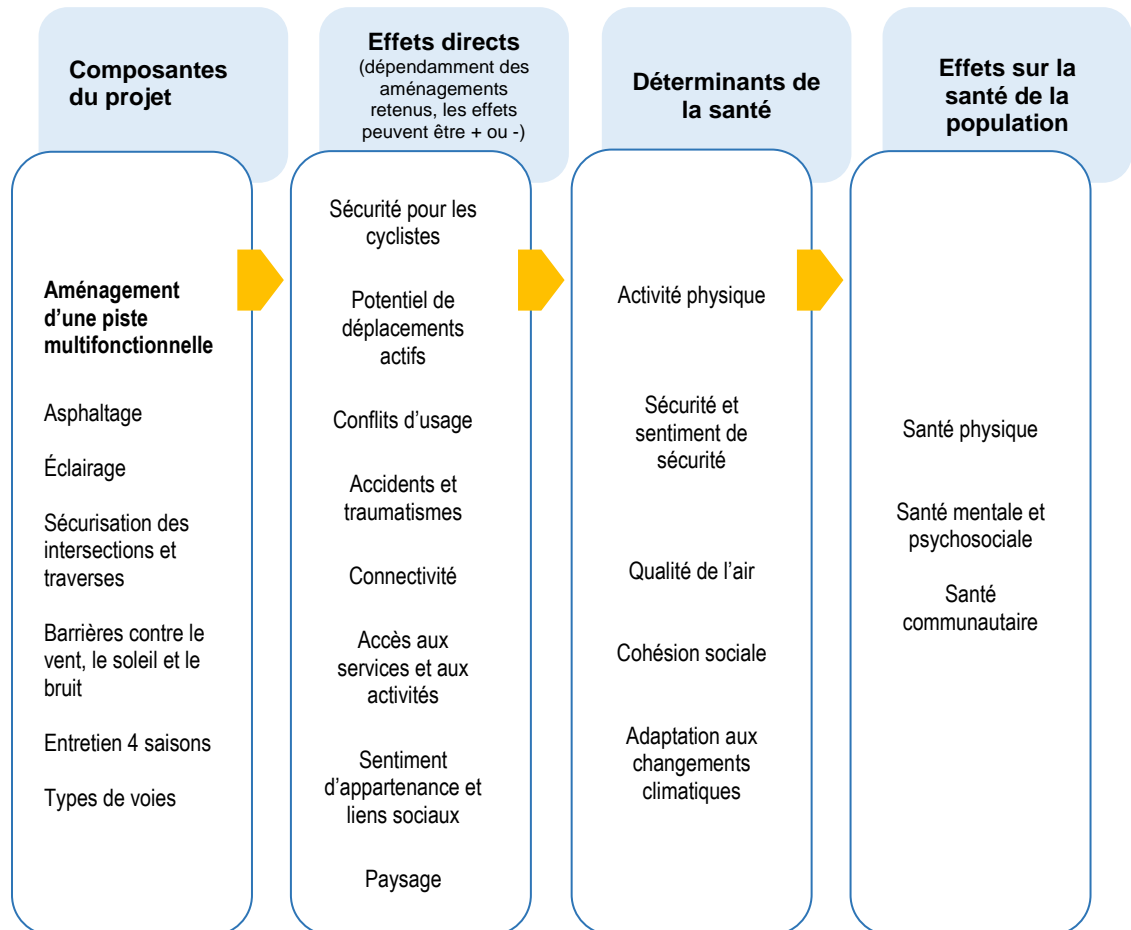 Composantes
du projet
Effets directs
(dépendamment des
aménagements
retenus, les effets
peuvent être + ou -)
Déterminants de
la santé
Effets sur la
santé de la
population
Aménagement
d’une piste
multifonctionnelle
Asphaltage
Éclairage
Sécurisation des
intersections et
traverses
Barrières contre le
vent, le soleil et le
bruit
Entretien 4 saisons
Types de voies
Sécurité pour les
cyclistes
Potentiel de
déplacements
actifs
Conflits d’usage
Accidents et
traumatismes
Connectivité
Accès aux
services et aux
activités
Sentiment
d’appartenance et
liens sociaux
Paysage
Activité physique
Sécurité et
sentiment de
sécurité
Qualité de l’air
Cohésion sociale
Adaptation aux
changements
climatiques
Santé physique
Santé mentale et
psychosociale
Santé
communautaire